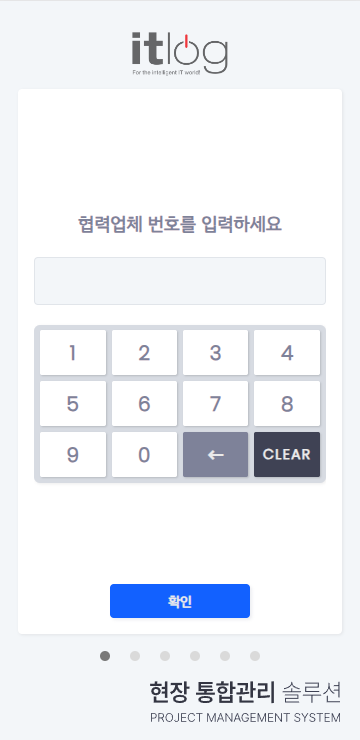 itlog
For the intelligent IT world!
협력업체 번호를 입력하세요
1 2 3 4
5 6 7 8
9 0 ← CLEAR
확인
현장 통합관리 솔루션
PROJECT MANAGEMENT SYSTEM